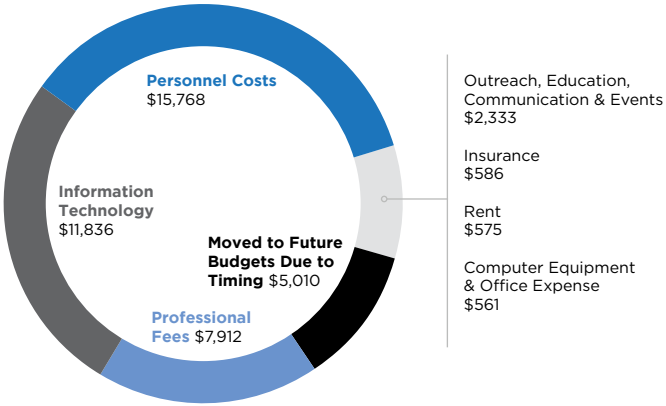 Personnel Costs
$15,768
Information
Technology
$11,836
Moved to Future
Budgets Due to
Timing $5,010
Professional
Fees $7,912
Outreach, Education,
Communication & Events
$2,333
Insurance
$586
Rent
$575
Computer Equipment
& Office Expense
$561